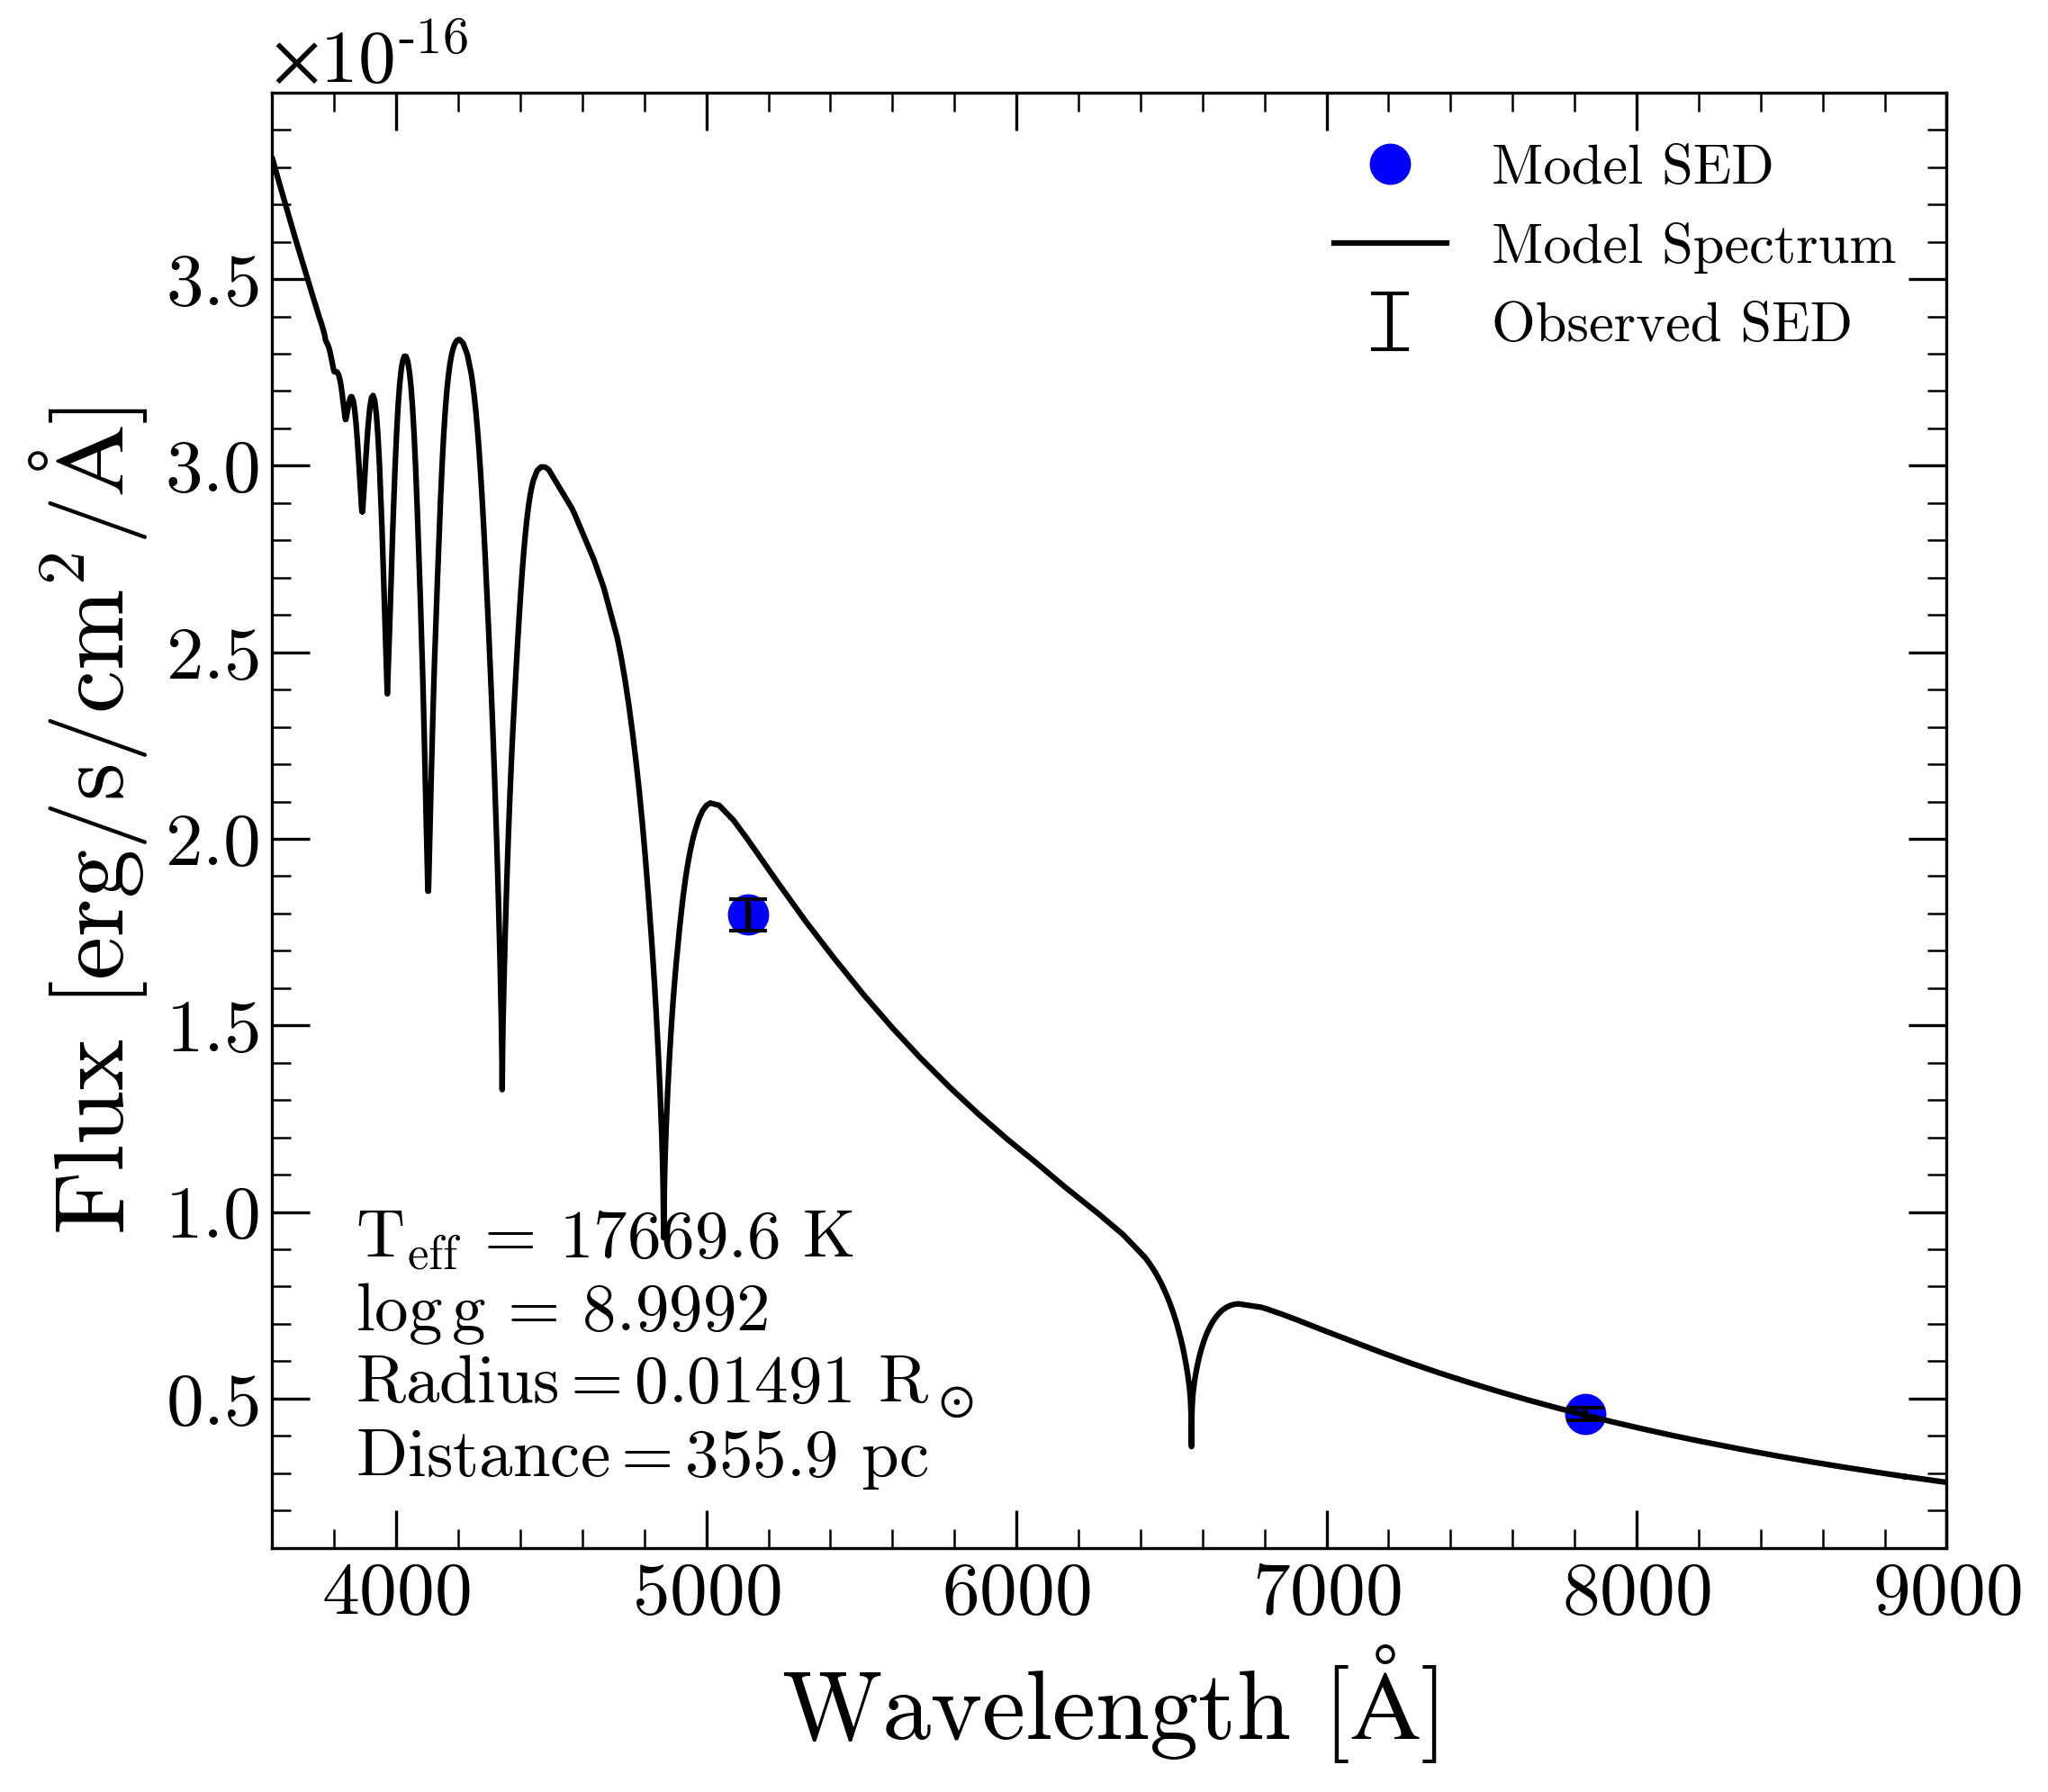 ×10⁻¹⁶
Model SED
Model Spectrum
Observed SED
3.5
3.0
2.5
2.0
1.5
1.0
0.5
Flux [erg/s/cm²/Å]
T_eff = 17669.6 K
log g = 8.9992
Radius = 0.01491 R_⊙
Distance = 355.9 pc
4000 5000 6000 7000 8000 9000
Wavelength [Å]